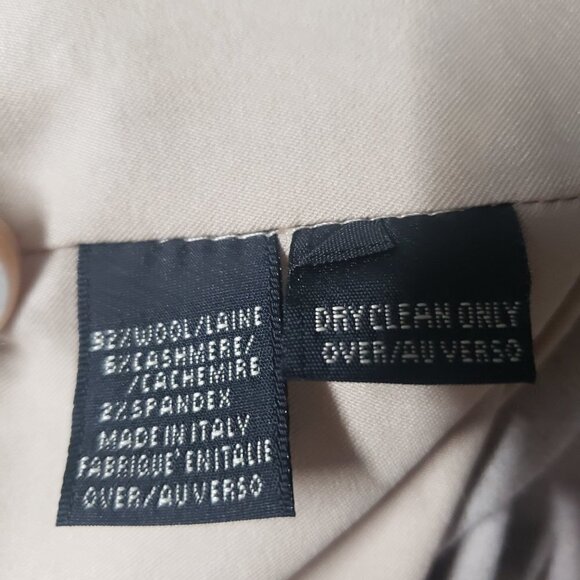 92%WOOL/LAINE
6%CASHMERE/
/CACHEMIRE
2%SPANDEX
MADE IN ITALY
FABRIQUE' EN ITALIE
OVER/AU VERSO
DRY CLEAN ONLY
OVER/AU VERSO